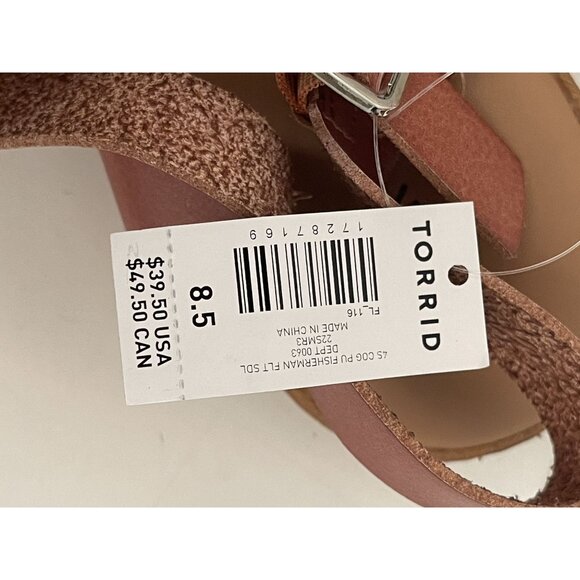 TORRID
17287169
FL_116
4S COG PU FISHERMAN FLT SDL
DEPT 0063
22SMR3
MADE IN CHINA
8.5
$39.50 USA
$49.50 CAN